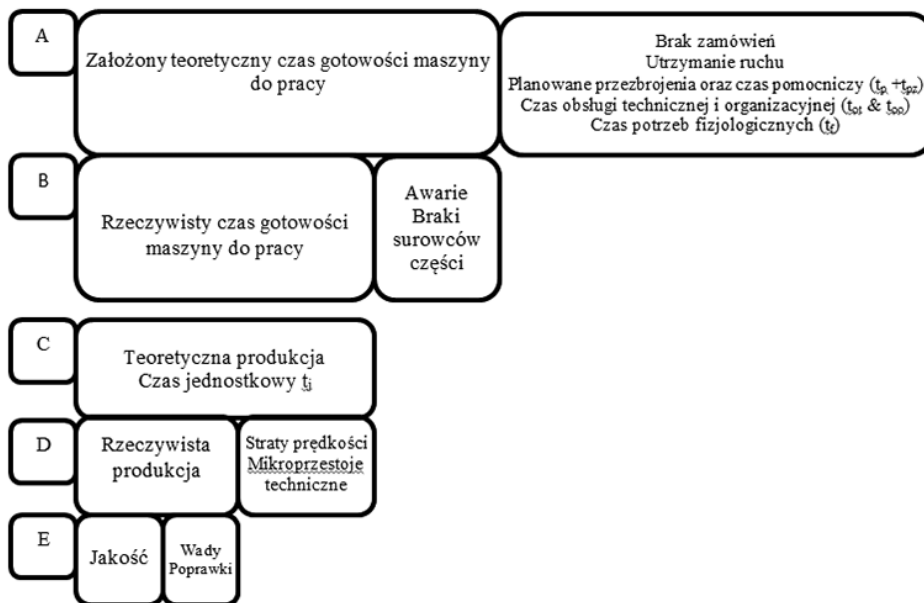 A
Założony teoretyczny czas gotowości maszyny
do pracy
Brak zamówień
Utrzymanie ruchu
Planowane przezbrojenia oraz czas pomocniczy (tp +tpz)
Czas obsługi technicznej i organizacyjnej (tot & too)
Czas potrzeb fizjologicznych (tf)
B
Rzeczywisty czas gotowości
maszyny do pracy
Awarie
Braki
surowców
części
C
Teoretyczna produkcja
Czas jednostkowy tj
D
Rzeczywista
produkcja
Straty prędkości
Mikroprzestoje
techniczne
E
Jakość
Wady
Poprawki